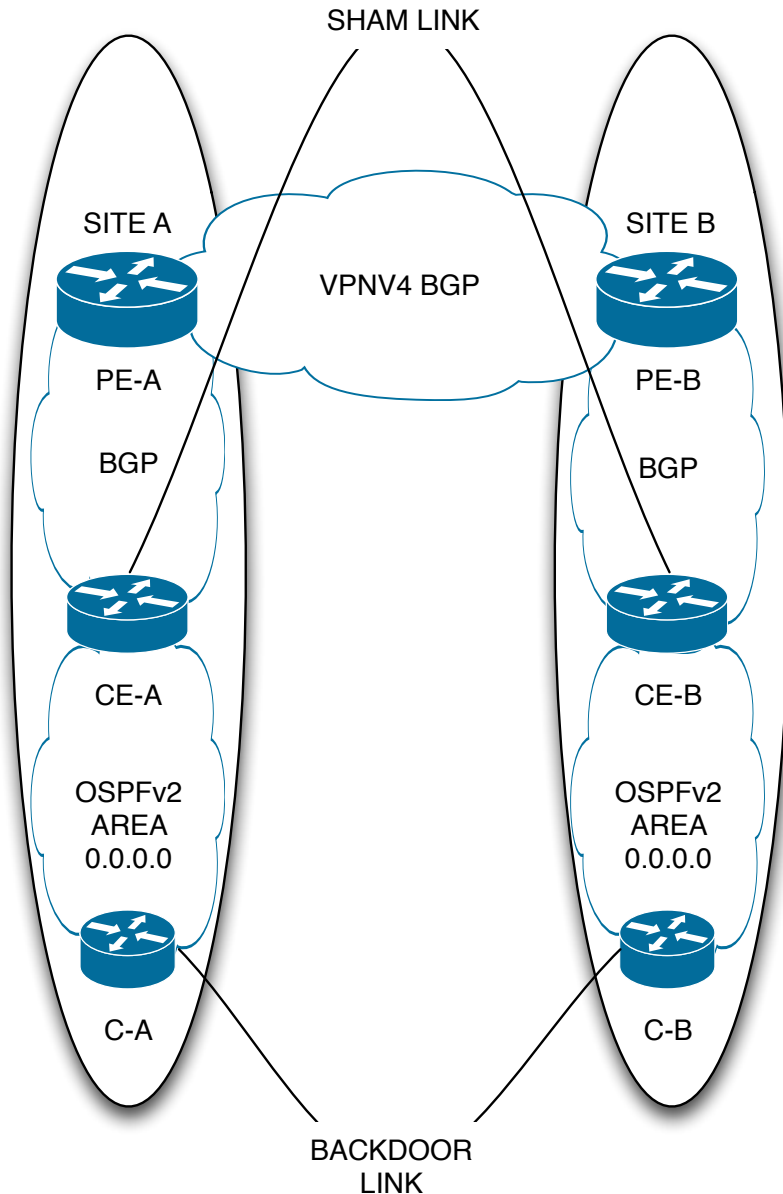 SHAM LINK
SITE A
SITE B
VPNV4 BGP
PE-A
PE-B
BGP
BGP
CE-A
CE-B
OSPFv2
AREA
0.0.0.0
OSPFv2
AREA
0.0.0.0
C-A
C-B
BACKDOOR
LINK